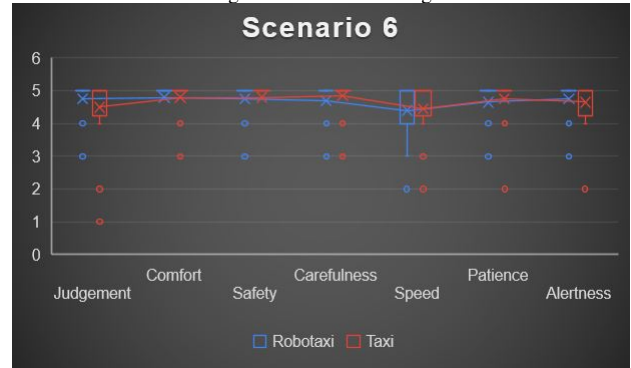 Scenario 6
6
5
4
3
2
1
0
Comfort Carefulness Patience
Judgement Safety Speed Alertness
Robotaxi Taxi